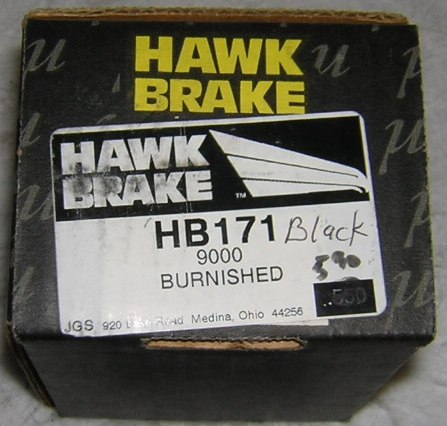 HAWK
BRAKE
HAWK
BRAKE
TM
HB171 Black
9000
BURNISHED
590
.550
JGS 920 Road Medina, Ohio 44256